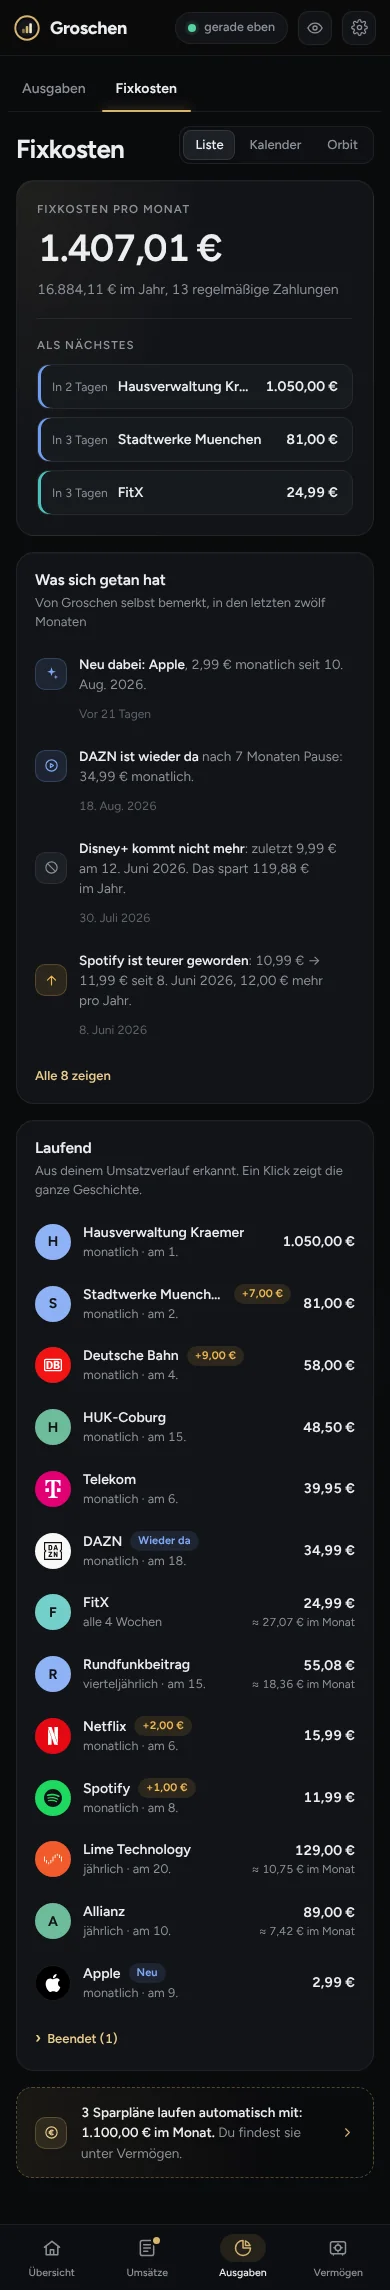 Groschen
gerade eben
Ausgaben
Fixkosten
Fixkosten
Liste
Kalender
Orbit
FIXKOSTEN PRO MONAT
1.407,01 €
16.884,11 € im Jahr, 13 regelmäßige Zahlungen
ALS NÄCHSTES
In 2 Tagen Hausverwaltung Kr... 1.050,00 €
In 3 Tagen Stadtwerke Muenchen 81,00 €
In 3 Tagen FitX 24,99 €
Was sich getan hat
Von Groschen selbst bemerkt, in den letzten zwölf
Monaten
Neu dabei: Apple, 2,99 € monatlich seit 10.
Aug. 2026.
Vor 21 Tagen
DAZN ist wieder da nach 7 Monaten Pause:
34,99 € monatlich.
18. Aug. 2026
Disney+ kommt nicht mehr: zuletzt 9,99 €
am 12. Juni 2026. Das spart 119,88 €
im Jahr.
30. Juli 2026
Spotify ist teurer geworden: 10,99 € →
11,99 € seit 8. Juni 2026, 12,00 € mehr
pro Jahr.
8. Juni 2026
Alle 8 zeigen
Laufend
Aus deinem Umsatzverlauf erkannt. Ein Klick zeigt die
ganze Geschichte.
H Hausverwaltung Kraemer 1.050,00 €
monatlich · am 1.
S Stadtwerke Muench... +7,00 € 81,00 €
monatlich · am 2.
DB Deutsche Bahn +9,00 € 58,00 €
monatlich · am 4.
H HUK-Coburg 48,50 €
monatlich · am 15.
T Telekom 39,95 €
monatlich · am 6.
DAZN DAZN Wieder da 34,99 €
monatlich · am 18.
F FitX 24,99 €
alle 4 Wochen ≈ 27,07 € im Monat
R Rundfunkbeitrag 55,08 €
vierteljährlich · am 15. ≈ 18,36 € im Monat
N Netflix +2,00 € 15,99 €
monatlich · am 6.
Spotify +1,00 € 11,99 €
monatlich · am 8.
Lime Technology 129,00 €
jährlich · am 20. ≈ 10,75 € im Monat
A Allianz 89,00 €
jährlich · am 10. ≈ 7,42 € im Monat
Apple Neu 2,99 €
monatlich · am 9.
› Beendet (1)
3 Sparpläne laufen automatisch mit:
1.100,00 € im Monat. Du findest sie
unter Vermögen.
Übersicht
Umsätze
Ausgaben
Vermögen